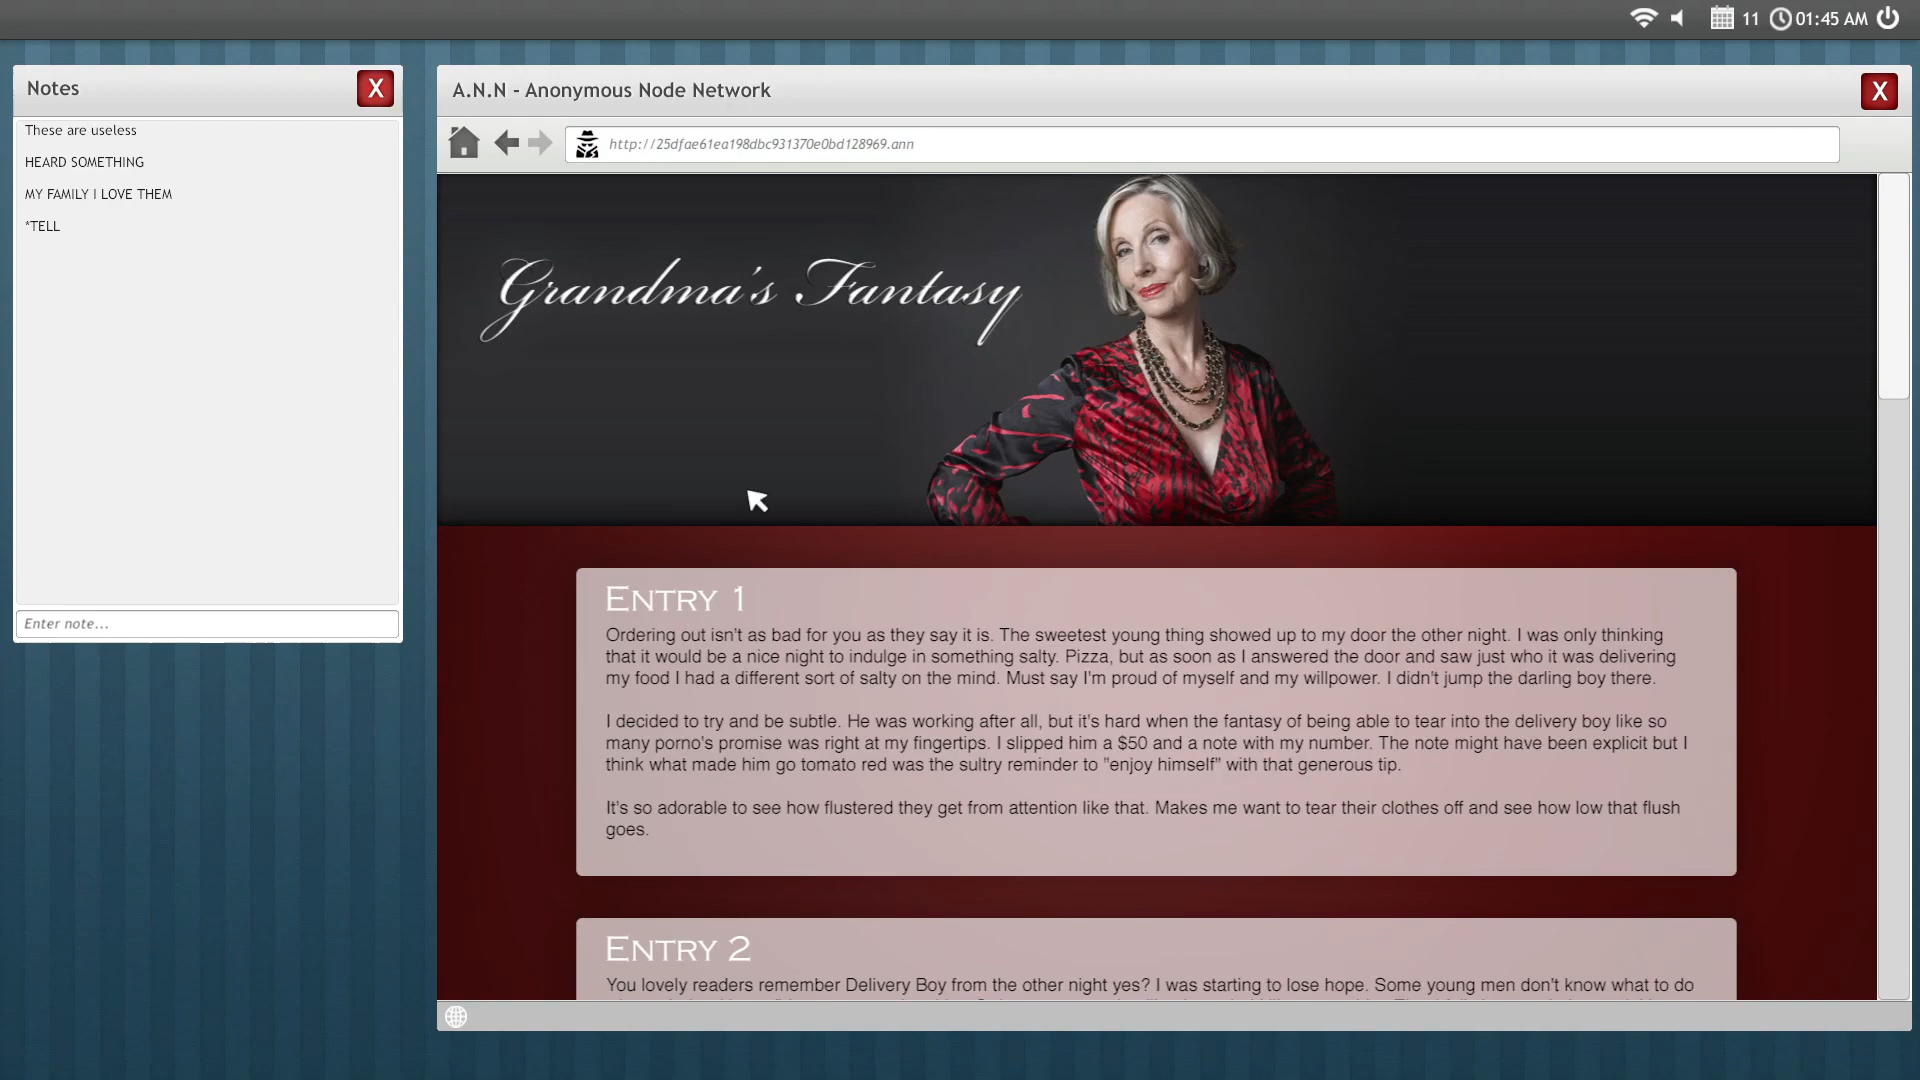 11 01:45 AM
Notes
X
These are useless
HEARD SOMETHING
MY FAMILY I LOVE THEM
*TELL
Enter note...
A.N.N - Anonymous Node Network
X
http://25dfae61ea198dbc931370e0bd128969.ann
Grandma's Fantasy
Entry 1
Ordering out isn't as bad for you as they say it is. The sweetest young thing showed up to my door the other night. I was only thinking
that it would be a nice night to indulge in something salty. Pizza, but as soon as I answered the door and saw just who it was delivering
my food I had a different sort of salty on the mind. Must say I'm proud of myself and my willpower. I didn't jump the darling boy there.
I decided to try and be subtle. He was working after all, but it's hard when the fantasy of being able to tear into the delivery boy like so
many porno's promise was right at my fingertips. I slipped him a $50 and a note with my number. The note might have been explicit but I
think what made him go tomato red was the sultry reminder to "enjoy himself" with that generous tip.
It's so adorable to see how flustered they get from attention like that. Makes me want to tear their clothes off and see how low that flush
goes.
Entry 2
You lovely readers remember Delivery Boy from the other night yes? I was starting to lose hope. Some young men don't know what to do